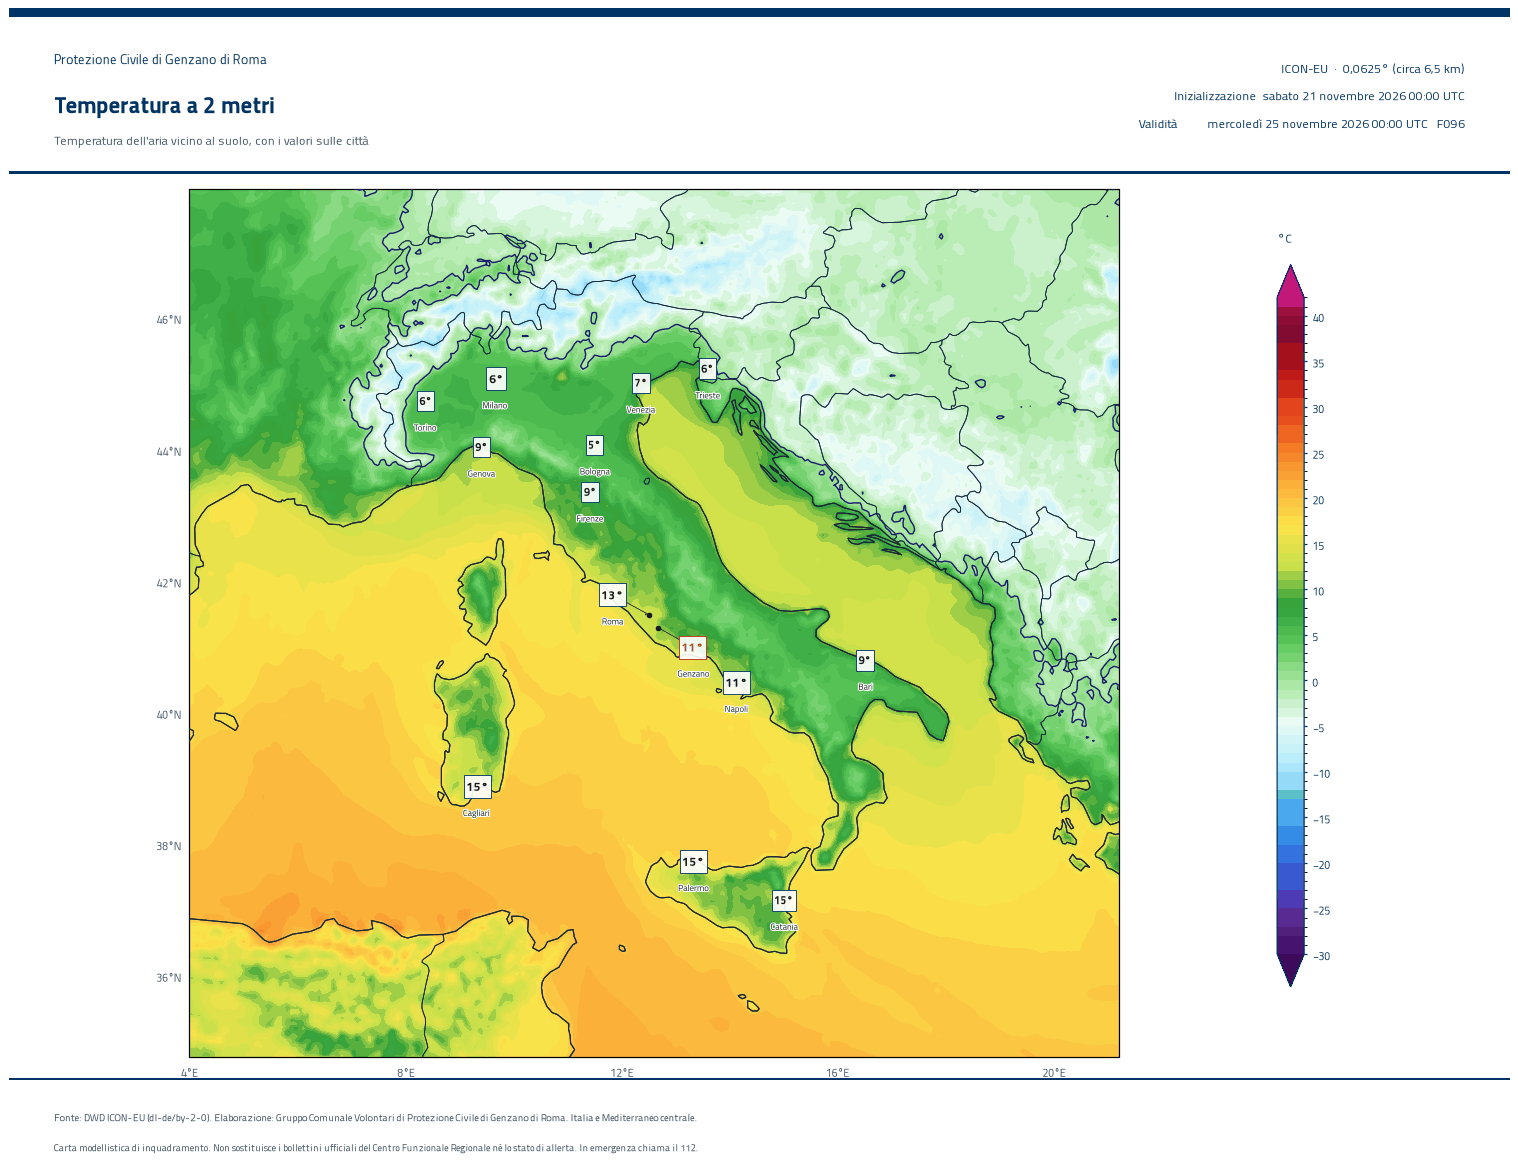 Protezione Civile di Genzano di Roma
Temperatura a 2 metri
Temperatura dell'aria vicino al suolo, con i valori sulle città
ICON-EU · 0,0625° (circa 6,5 km)
Inizializzazione sabato 21 novembre 2026 00:00 UTC
Validità mercoledì 25 novembre 2026 00:00 UTC F096
°C
40
35
30
25
20
15
10
5
0
−5
−10
−15
−20
−25
−30
46°N
44°N
42°N
40°N
38°N
36°N
4°E
8°E
12°E
16°E
20°E
6°
Milano
6°
Torino
7°
Venezia
6°
Trieste
9°
Genova
5°
Bologna
9°
Firenze
13°
Roma
11°
Genzano
11°
Napoli
9°
Bari
15°
Cagliari
15°
Palermo
15°
Catania
Fonte: DWD ICON-EU (dl-de/by-2-0). Elaborazione: Gruppo Comunale Volontari di Protezione Civile di Genzano di Roma. Italia e Mediterraneo centrale.
Carta modellistica di inquadramento. Non sostituisce i bollettini ufficiali del Centro Funzionale Regionale né lo stato di allerta. In emergenza chiama il 112.